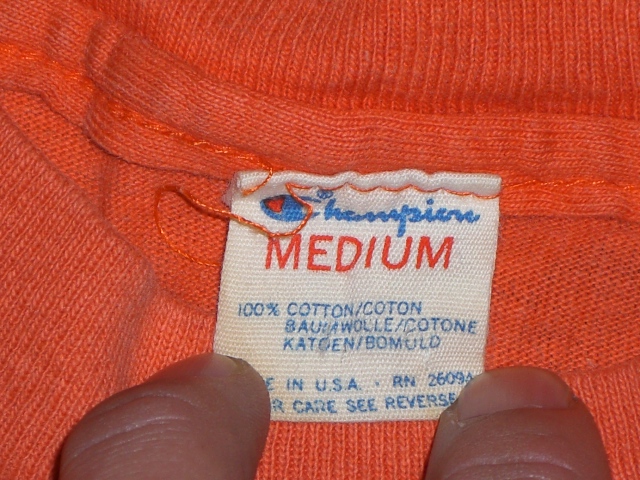 Champion
MEDIUM
100% COTTON/COTON
BAUMWOLLE/COTONE
KATOEN/BOMULD
E IN U.S.A. • RN 26094
R CARE SEE REVERSE